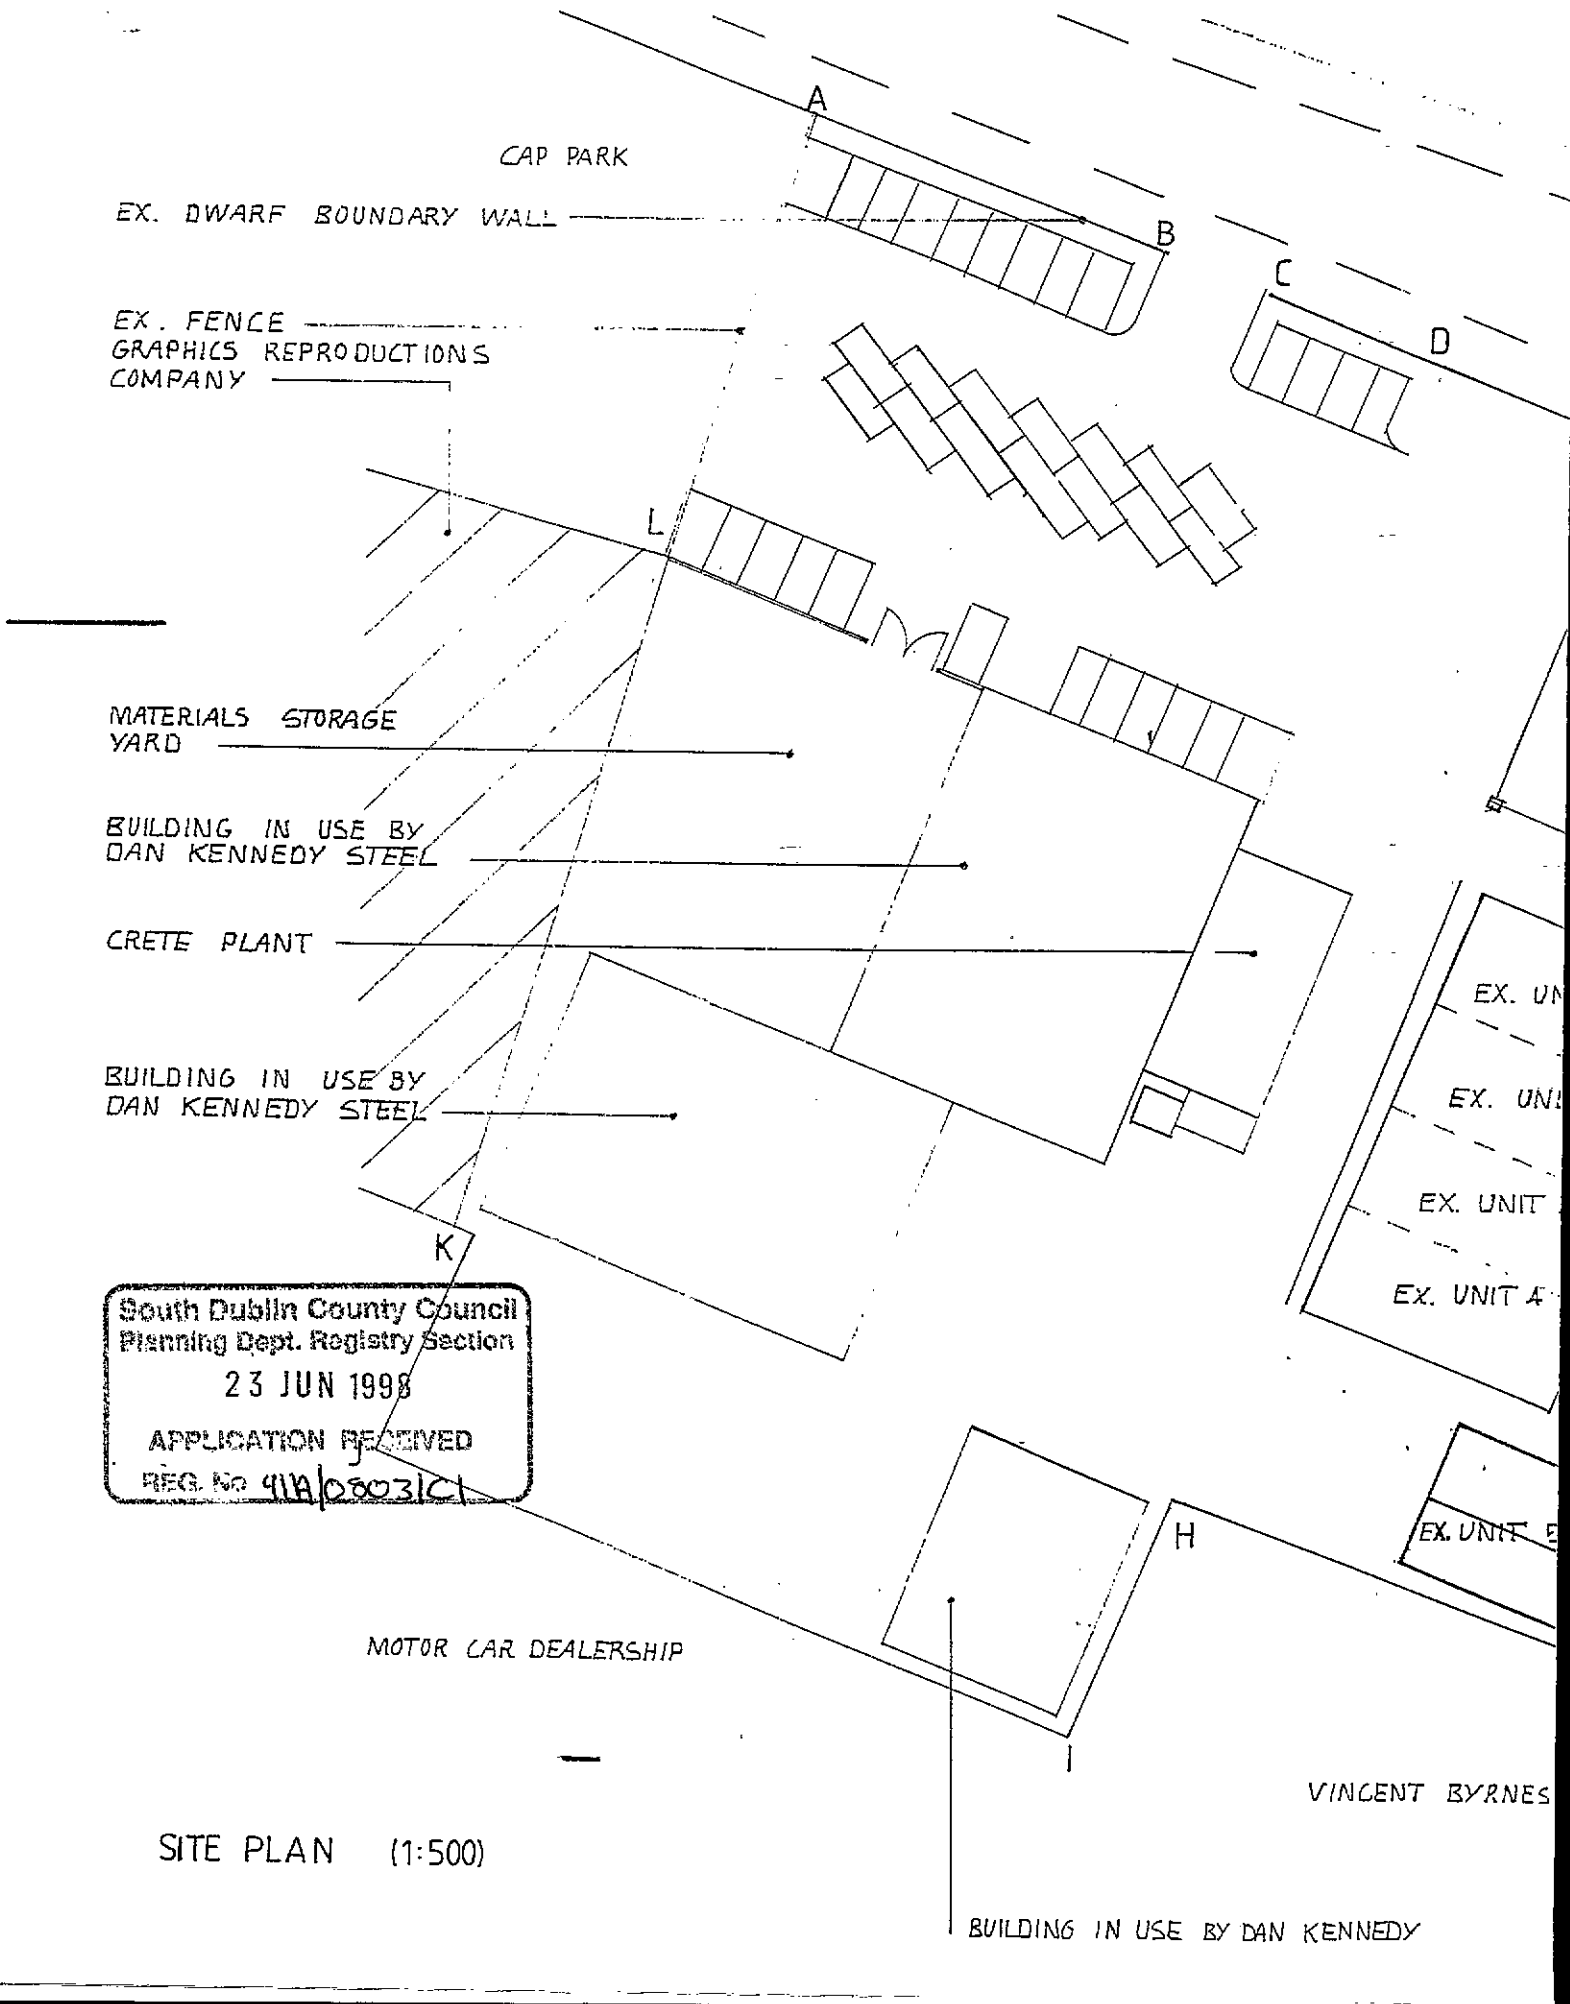 A
CAP PARK
EX. DWARF BOUNDARY WALL
B
C
EX. FENCE
D
GRAPHICS REPRODUCTIONS
COMPANY
L
MATERIALS STORAGE
YARD
BUILDING IN USE BY
DAN KENNEDY STEEL
CRETE PLANT
EX. UN
BUILDING IN USE BY
DAN KENNEDY STEEL
EX. UNI
EX. UNIT
K
EX. UNIT A
South Dublin County Council
Planning Dept. Registry Section
23 JUN 1998
APPLICATION RECEIVED
J
REG. No 91A/0803/C1
H
EX. UNIT E
MOTOR CAR DEALERSHIP
I
VINCENT BYRNES
SITE PLAN (1:500)
BUILDING IN USE BY DAN KENNEDY